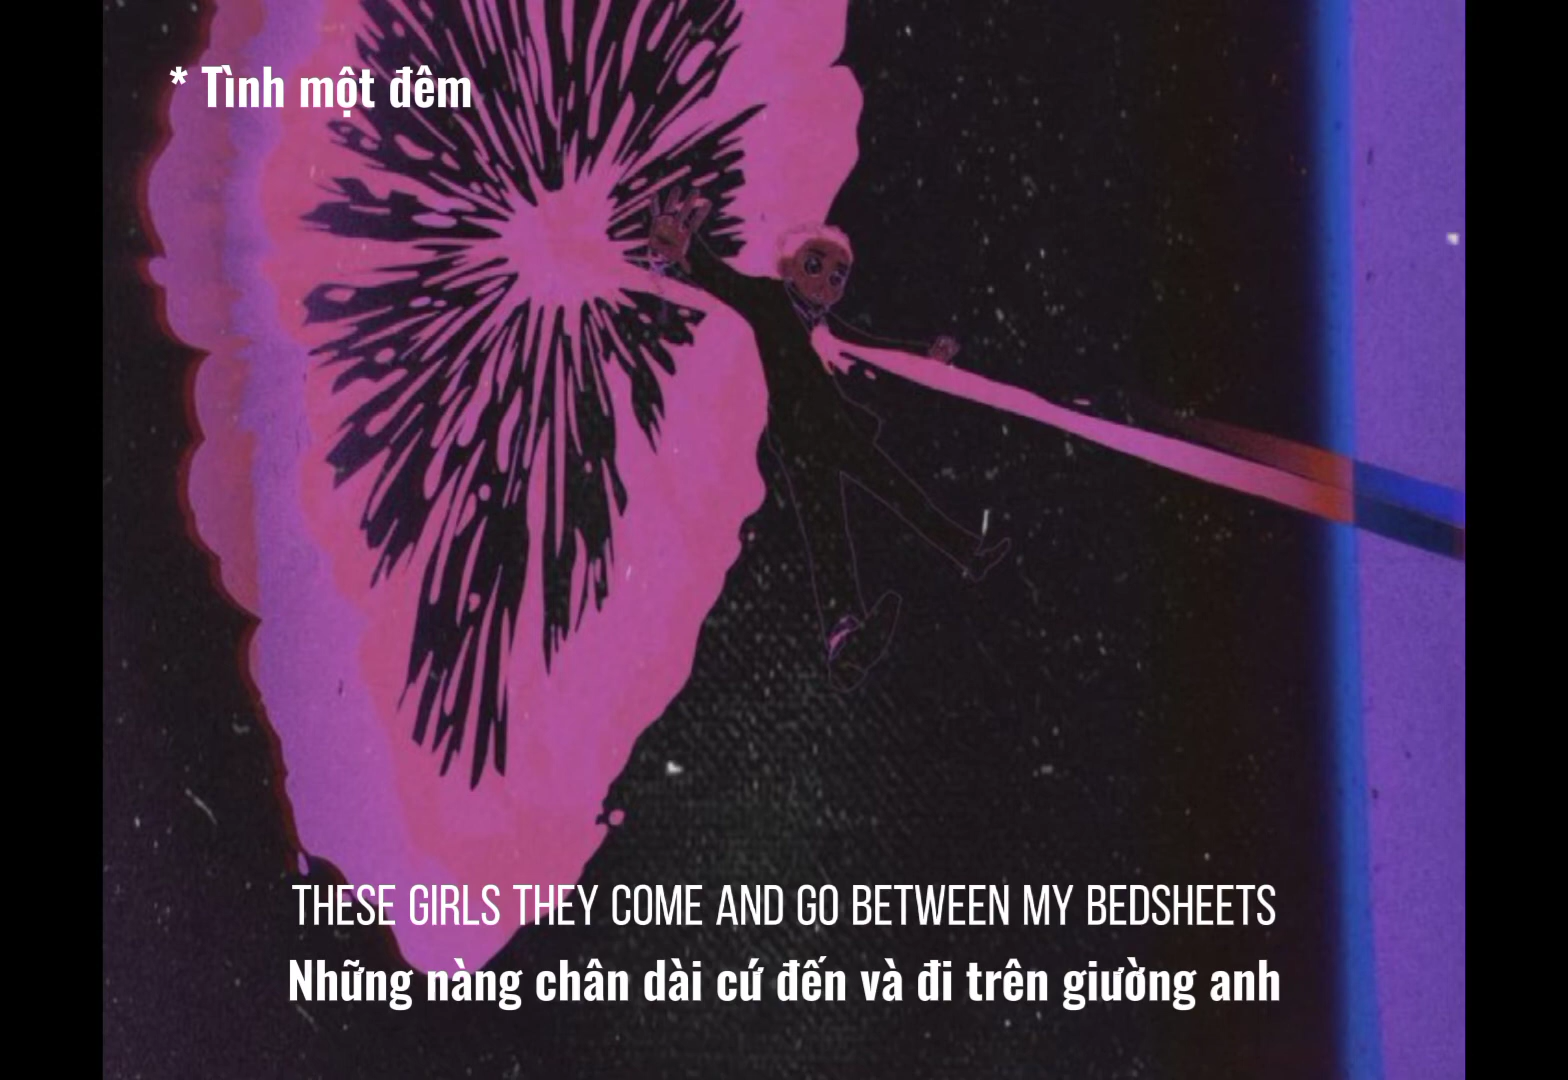 * Tình một đêm
THESE GIRLS THEY COME AND GO BETWEEN MY BEDSHEETS
Những nàng chân dài cứ đến và đi trên giường anh